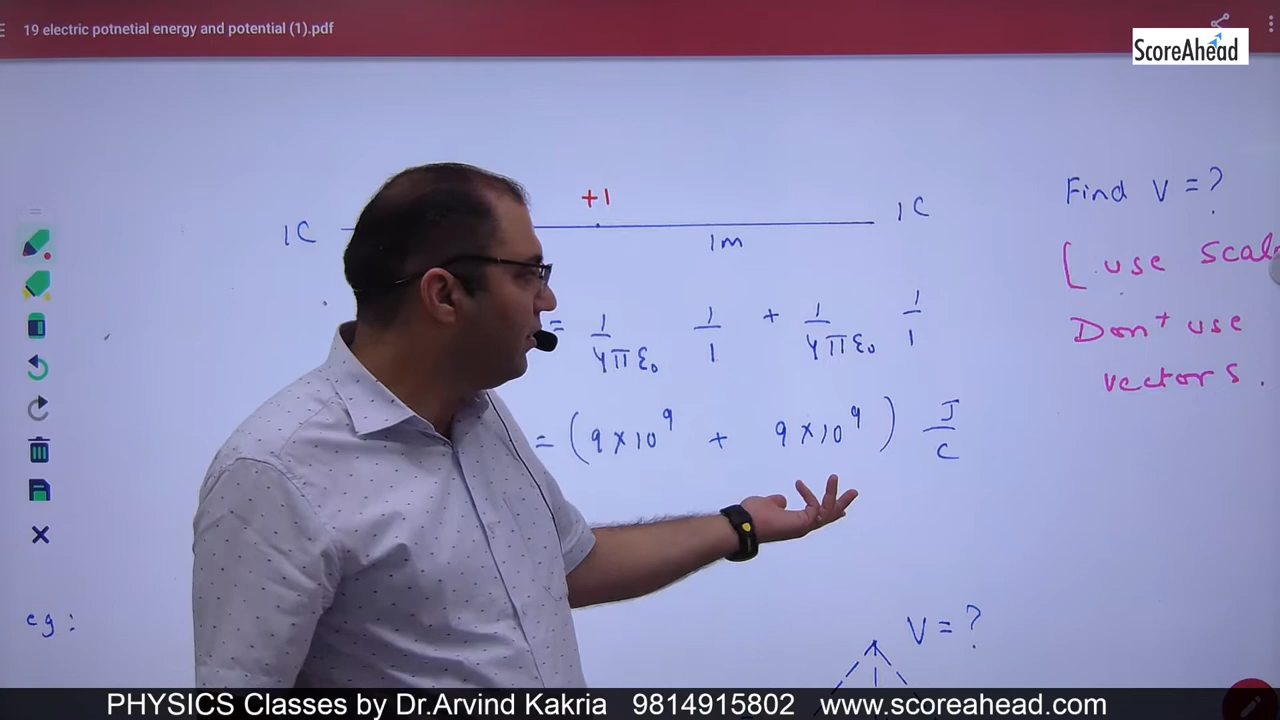 19 electric potnetial energy and potential (1).pdf
ScoreAhead
+1
1C
1C
1m
Find V = ?
[ use Scal
Don't use
vectors.
= 1/4πε₀ 1/1 + 1/4πε₀ 1/1
= (9×10⁹ + 9×10⁹) J/C
eg:
V = ?
PHYSICS Classes by Dr.Arvind Kakria 9814915802 www.scoreahead.com